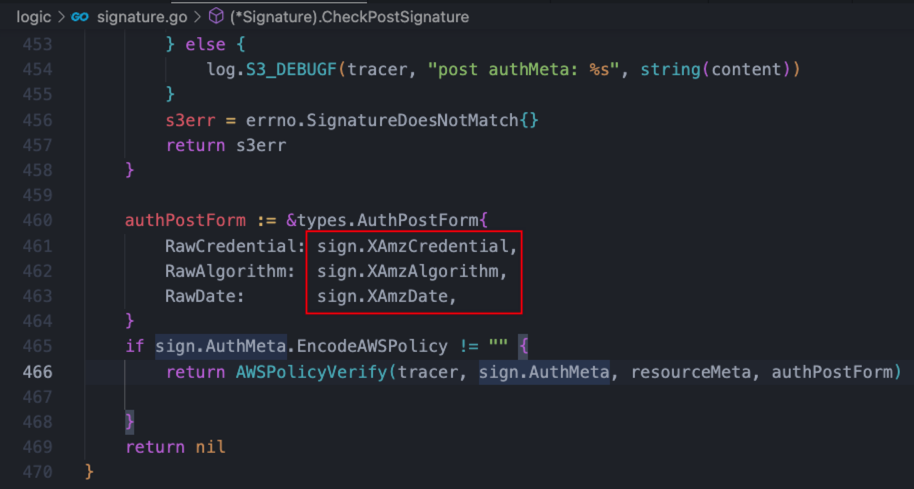 logic > signature.go > (*Signature).CheckPostSignature
453 } else {
454 log.S3_DEBUGF(tracer, "post authMeta: %s", string(content))
455 }
456 s3err = errno.SignatureDoesNotMatch{}
457 return s3err
458 }
459
460 authPostForm := &types.AuthPostForm{
461 RawCredential: sign.XAmzCredential,
462 RawAlgorithm: sign.XAmzAlgorithm,
463 RawDate: sign.XAmzDate,
464 }
465 if sign.AuthMeta.EncodeAWSPolicy != "" {
466 return AWSPolicyVerify(tracer, sign.AuthMeta, resourceMeta, authPostForm)
467
468 }
469 return nil
470 }